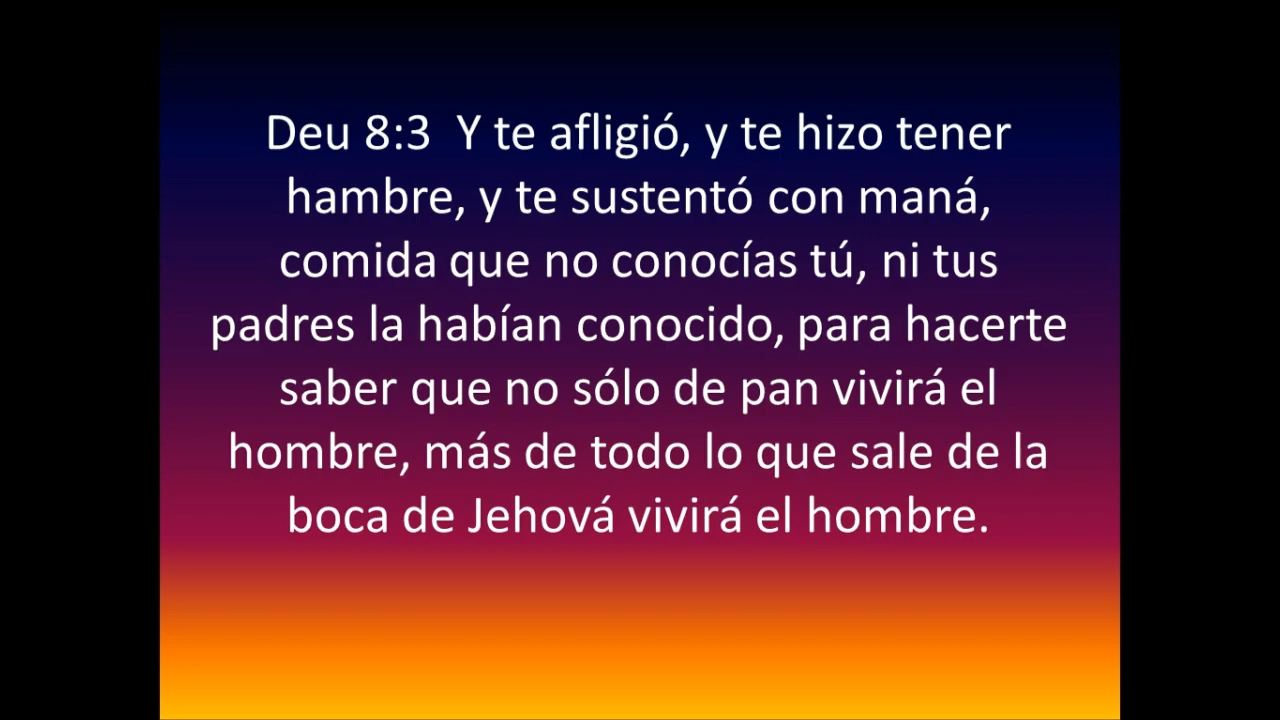 Deu 8:3  Y te afligió, y te hizo tener
hambre, y te sustentó con maná,
comida que no conocías tú, ni tus
padres la habían conocido, para hacerte
saber que no sólo de pan vivirá el
hombre, más de todo lo que sale de la
boca de Jehová vivirá el hombre.